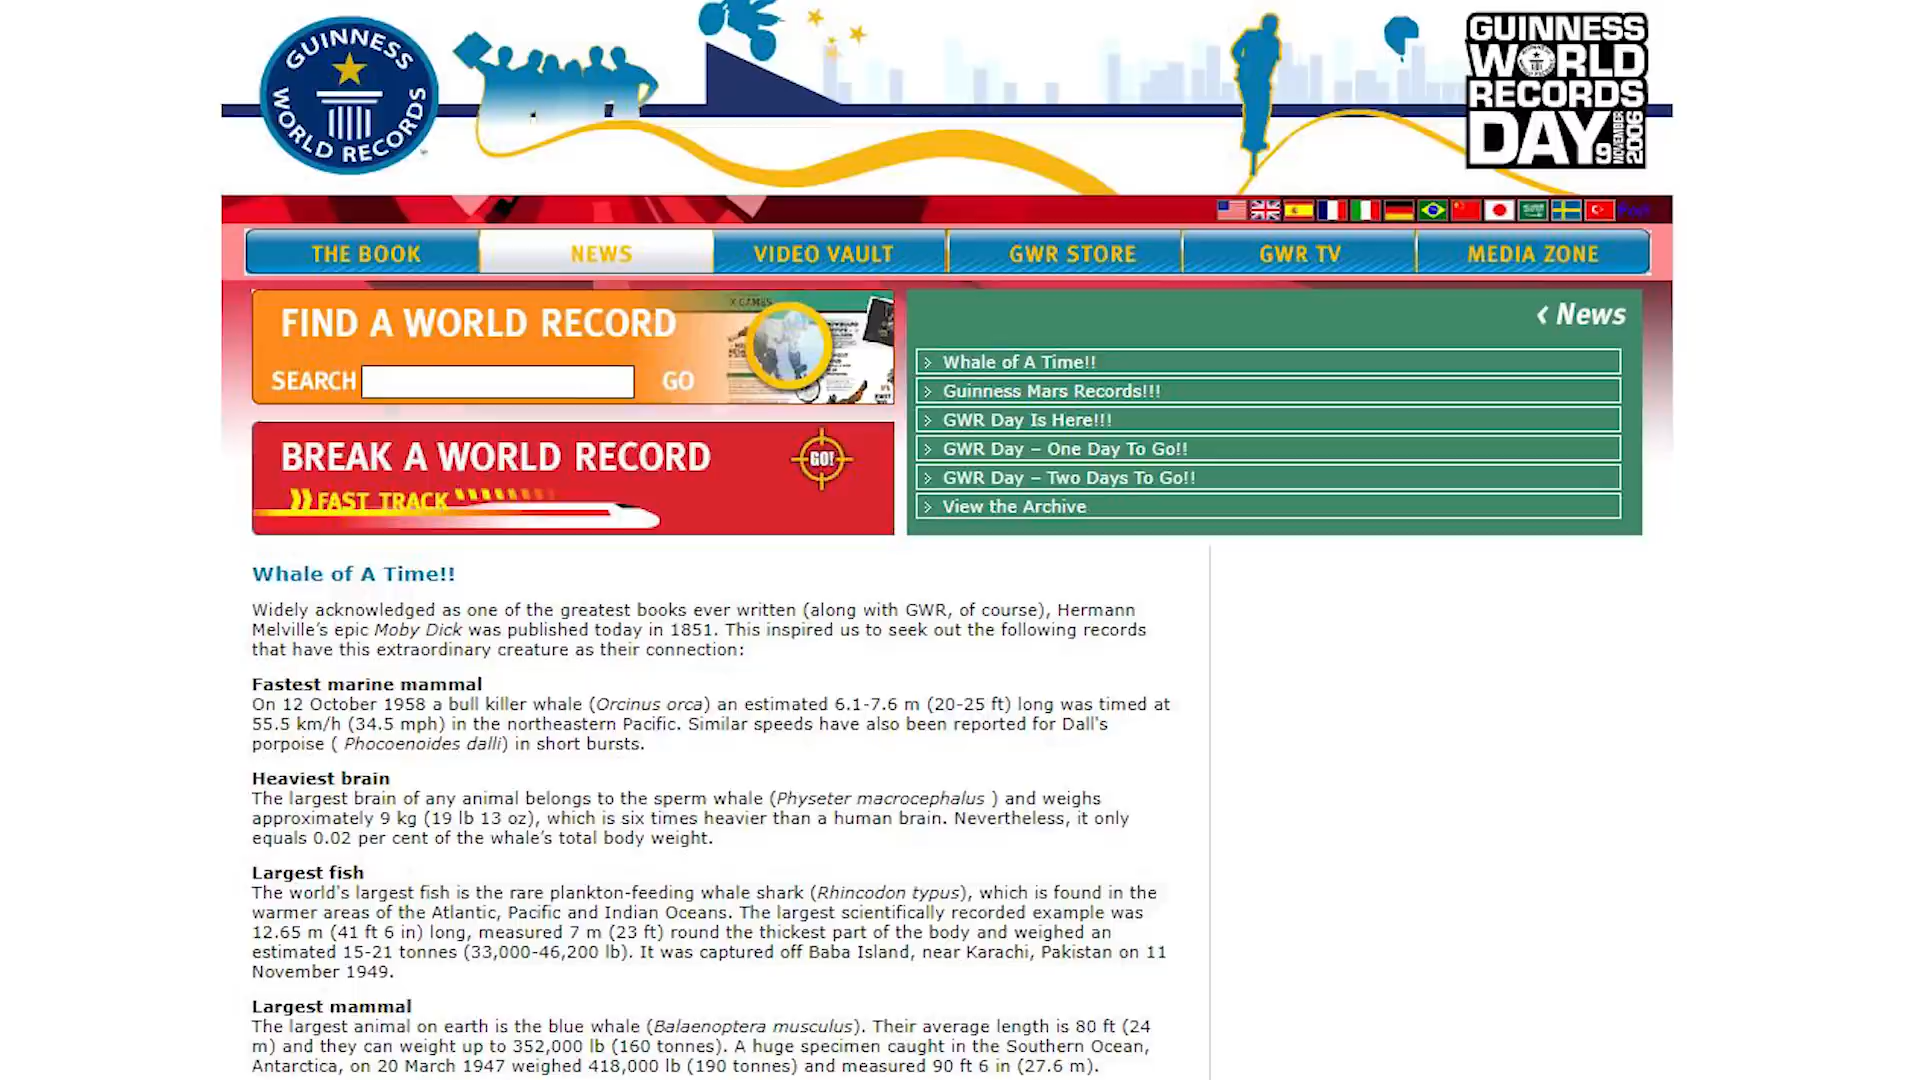 GUINNESS WORLD RECORDS
GUINNESS
WORLD
RECORDS
DAY 9 NOVEMBER 2006
THE BOOK
NEWS
VIDEO VAULT
GWR STORE
GWR TV
MEDIA ZONE
FIND A WORLD RECORD
SEARCH
GO
X GAMES
BREAK A WORLD RECORD
GO!
FAST TRACK
‹ News
Whale of A Time!!
Guinness Mars Records!!!
GWR Day Is Here!!!
GWR Day – One Day To Go!!
GWR Day – Two Days To Go!!
View the Archive
Whale of A Time!!
Widely acknowledged as one of the greatest books ever written (along with GWR, of course), Hermann
Melville’s epic Moby Dick was published today in 1851. This inspired us to seek out the following records
that have this extraordinary creature as their connection:
Fastest marine mammal
On 12 October 1958 a bull killer whale (Orcinus orca) an estimated 6.1-7.6 m (20-25 ft) long was timed at
55.5 km/h (34.5 mph) in the northeastern Pacific. Similar speeds have also been reported for Dall's
porpoise ( Phocoenoides dalli) in short bursts.
Heaviest brain
The largest brain of any animal belongs to the sperm whale (Physeter macrocephalus ) and weighs
approximately 9 kg (19 lb 13 oz), which is six times heavier than a human brain. Nevertheless, it only
equals 0.02 per cent of the whale’s total body weight.
Largest fish
The world's largest fish is the rare plankton-feeding whale shark (Rhincodon typus), which is found in the
warmer areas of the Atlantic, Pacific and Indian Oceans. The largest scientifically recorded example was
12.65 m (41 ft 6 in) long, measured 7 m (23 ft) round the thickest part of the body and weighed an
estimated 15-21 tonnes (33,000-46,200 lb). It was captured off Baba Island, near Karachi, Pakistan on 11
November 1949.
Largest mammal
The largest animal on earth is the blue whale (Balaenoptera musculus). Their average length is 80 ft (24
m) and they can weight up to 352,000 lb (160 tonnes). A huge specimen caught in the Southern Ocean,
Antarctica, on 20 March 1947 weighed 418,000 lb (190 tonnes) and measured 90 ft 6 in (27.6 m).